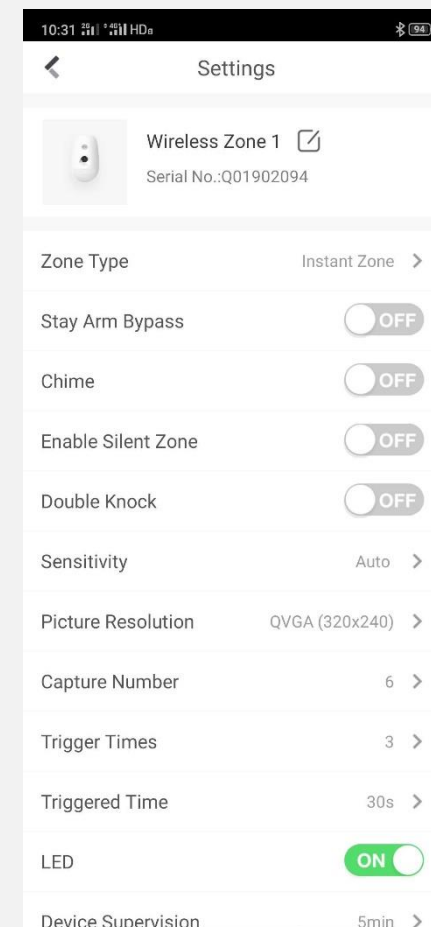 10:31 2G 4G HD
94
Settings
Wireless Zone 1
Serial No.:Q01902094
Zone Type Instant Zone
Stay Arm Bypass OFF
Chime OFF
Enable Silent Zone OFF
Double Knock OFF
Sensitivity Auto
Picture Resolution QVGA (320x240)
Capture Number 6
Trigger Times 3
Triggered Time 30s
LED ON
Device Supervision 5min